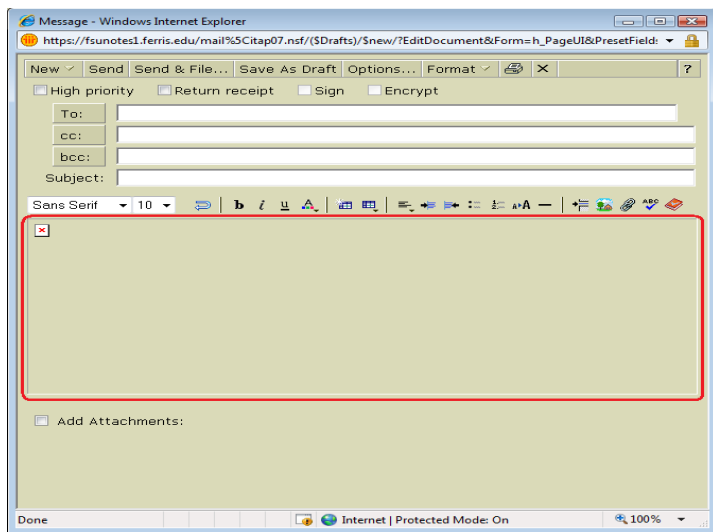 Message - Windows Internet Explorer
https://fsunotes1.ferris.edu/mail%5Citap07.nsf/($Drafts)/$new/?EditDocument&Form=h_PageUI&PresetField:
New Send Send & File... Save As Draft Options... Format ?
High priority Return receipt Sign Encrypt
To:
cc:
bcc:
Subject:
Sans Serif 10 b i u A A A ABC
Add Attachments:
Done Internet | Protected Mode: On 100%